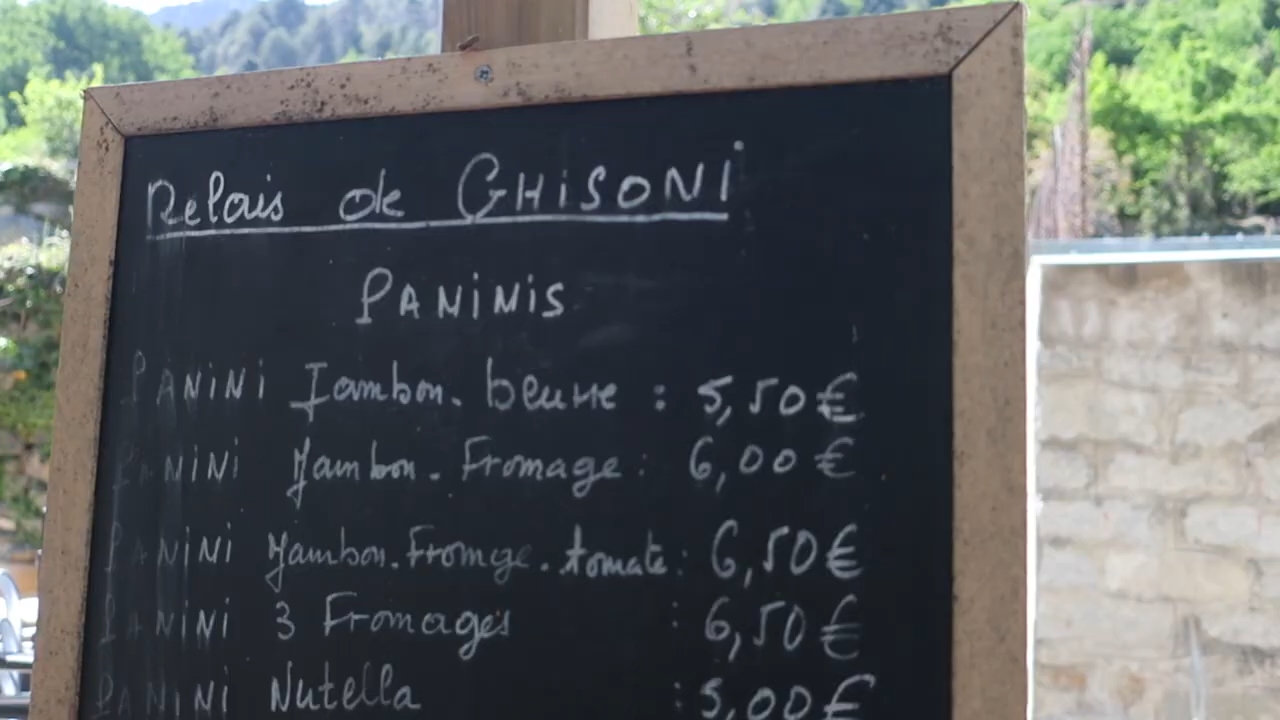 Relais de GHiSONi
PANiNiS
PANiNi Jambon. beurre : 5,50€
PANiNi Jambon. Fromage : 6,00€
PANiNi Jambon. Fromge. tomate : 6,50€
PANiNi 3 Fromages : 6,50€
PANiNi Nutella : 5,00€